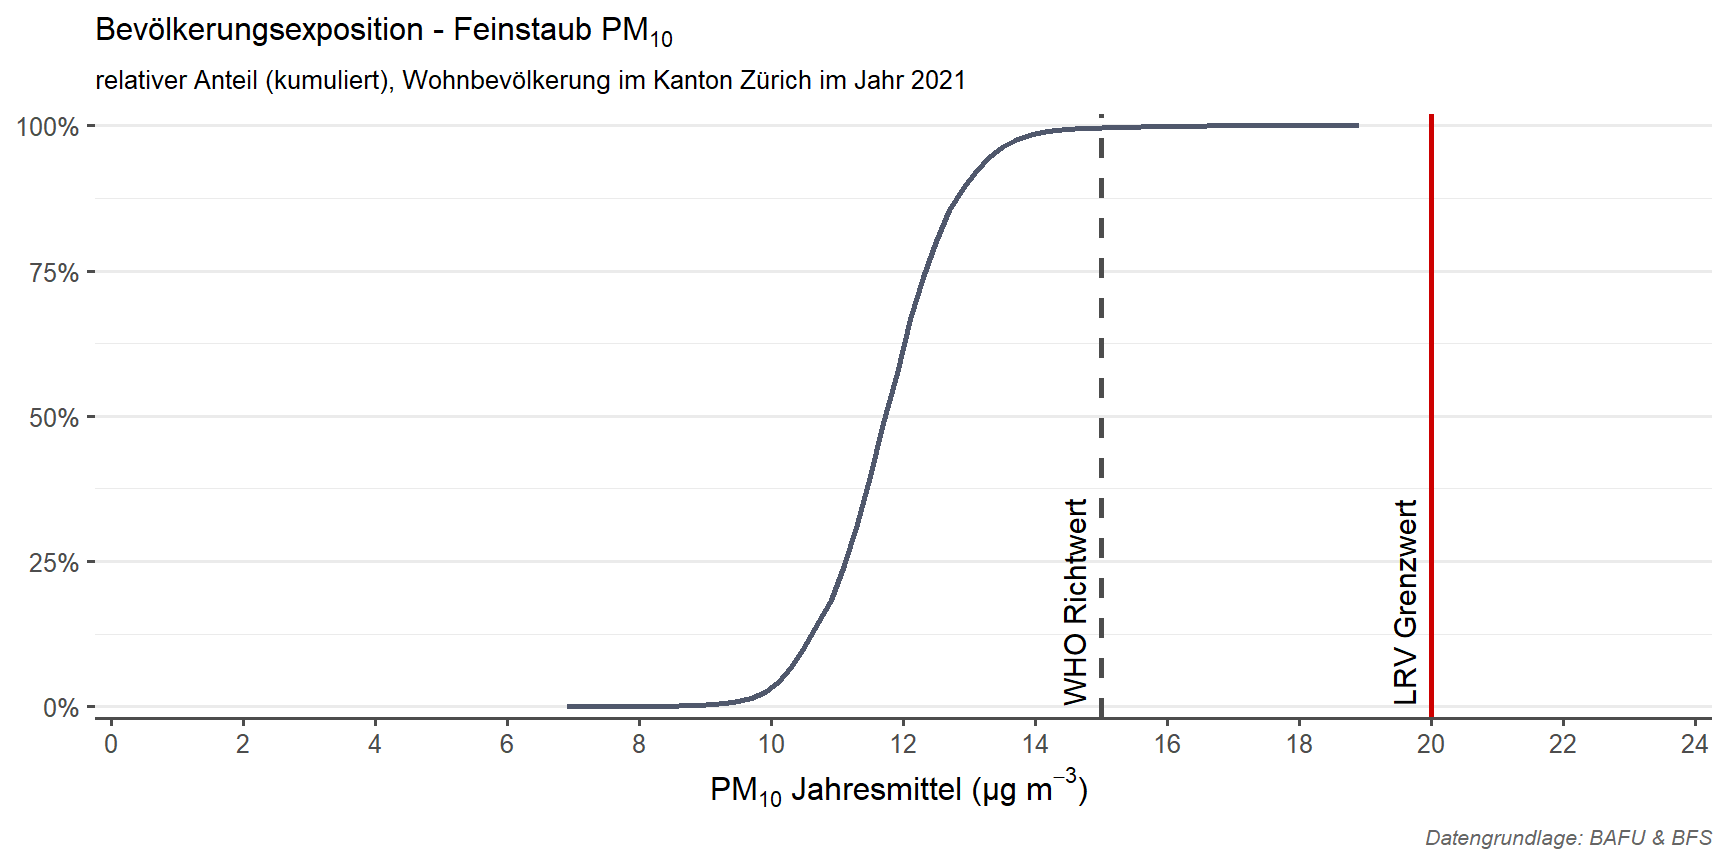 Bevölkerungsexposition - Feinstaub PM₁₀
relativer Anteil (kumuliert), Wohnbevölkerung im Kanton Zürich im Jahr 2021
100%
75%
50%
25%
0%
WHO Richtwert
LRV Grenzwert
0 2 4 6 8 10 12 14 16 18 20 22 24
PM₁₀ Jahresmittel (µg m⁻³)
Datengrundlage: BAFU & BFS